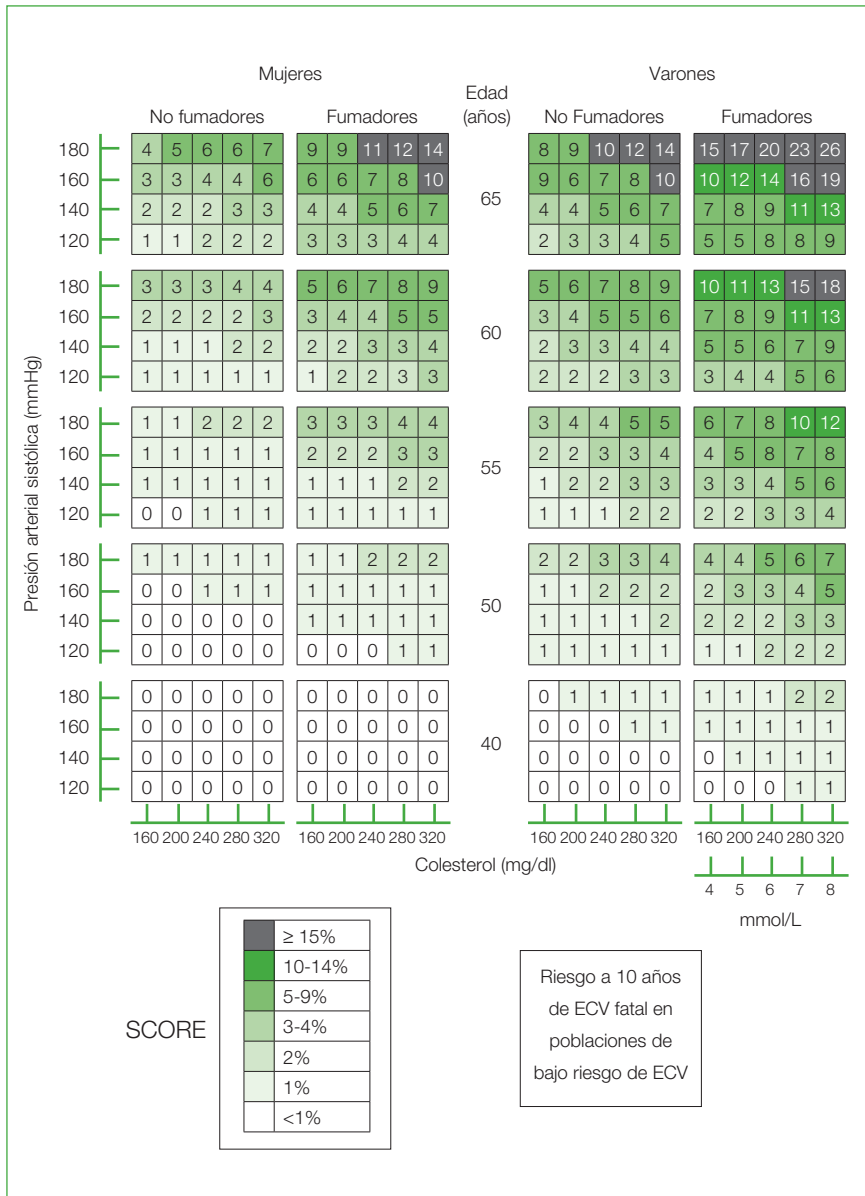 Mujeres Varones
Edad
(años)
No fumadores Fumadores No Fumadores Fumadores
180 4 5 6 6 7 9 9 11 12 14 8 9 10 12 14 15 17 20 23 26
160 3 3 4 4 6 6 6 7 8 10 9 6 7 8 10 10 12 14 16 19
65
140 2 2 2 3 3 4 4 5 6 7 4 4 5 6 7 7 8 9 11 13
120 1 1 2 2 2 3 3 3 4 4 2 3 3 4 5 5 5 8 8 9
180 3 3 3 4 4 5 6 7 8 9 5 6 7 8 9 10 11 13 15 18
160 2 2 2 2 3 3 4 4 5 5 3 4 5 5 6 7 8 9 11 13
60
140 1 1 1 2 2 2 2 3 3 4 2 3 3 4 4 5 5 6 7 9
120 1 1 1 1 1 1 2 2 3 3 2 2 2 3 3 3 4 4 5 6
Presión arterial sistólica (mmHg)
180 1 1 2 2 2 3 3 3 4 4 3 4 4 5 5 6 7 8 10 12
160 1 1 1 1 1 2 2 2 3 3 2 2 3 3 4 4 5 8 7 8
55
140 1 1 1 1 1 1 1 1 2 2 1 2 2 3 3 3 3 4 5 6
120 0 0 1 1 1 1 1 1 1 1 1 1 1 2 2 2 2 3 3 4
180 1 1 1 1 1 1 1 2 2 2 2 2 3 3 4 4 4 5 6 7
160 0 0 1 1 1 1 1 1 1 1 1 1 2 2 2 2 3 3 4 5
50
140 0 0 0 0 0 1 1 1 1 1 1 1 1 1 2 2 2 2 3 3
120 0 0 0 0 0 0 0 0 1 1 1 1 1 1 1 1 1 2 2 2
180 0 0 0 0 0 0 0 0 0 0 0 1 1 1 1 1 1 1 2 2
160 0 0 0 0 0 0 0 0 0 0 0 0 0 1 1 1 1 1 1 1
40
140 0 0 0 0 0 0 0 0 0 0 0 0 0 0 0 0 1 1 1 1
120 0 0 0 0 0 0 0 0 0 0 0 0 0 0 0 0 0 0 1 1
160 200 240 280 320 160 200 240 280 320 160 200 240 280 320 160 200 240 280 320
Colesterol (mg/dl)
4 5 6 7 8
mmol/L
SCORE
≥ 15%
10-14%
5-9%
3-4%
2%
1%
<1%
Riesgo a 10 años
de ECV fatal en
poblaciones de
bajo riesgo de ECV